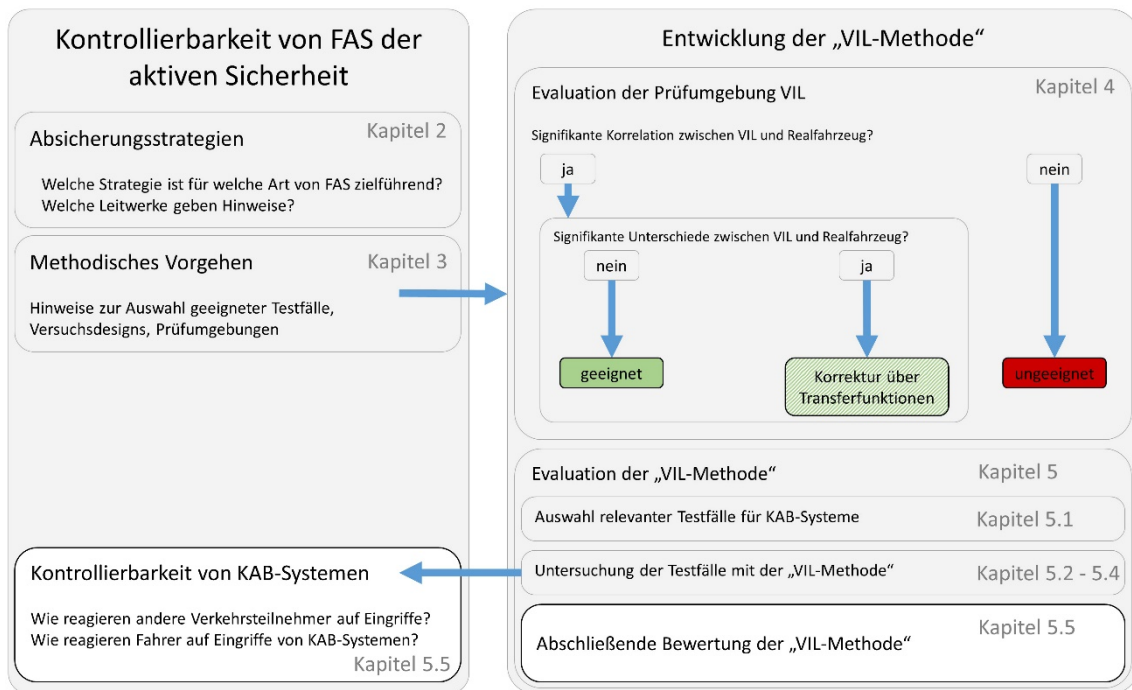 Kontrollierbarkeit von FAS der
aktiven Sicherheit
Absicherungsstrategien
Kapitel 2
Welche Strategie ist für welche Art von FAS zielführend?
Welche Leitwerke geben Hinweise?
Methodisches Vorgehen
Kapitel 3
Hinweise zur Auswahl geeigneter Testfälle,
Versuchsdesigns, Prüfumgebungen
Kontrollierbarkeit von KAB-Systemen
Wie reagieren andere Verkehrsteilnehmer auf Eingriffe?
Wie reagieren Fahrer auf Eingriffe von KAB-Systemen?
Kapitel 5.5
Entwicklung der „VIL-Methode“
Evaluation der Prüfumgebung VIL
Kapitel 4
Signifikante Korrelation zwischen VIL und Realfahrzeug?
ja
nein
Signifikante Unterschiede zwischen VIL und Realfahrzeug?
nein
ja
geeignet
Korrektur über
Transferfunktionen
ungeeignet
Evaluation der „VIL-Methode“
Kapitel 5
Auswahl relevanter Testfälle für KAB-Systeme
Kapitel 5.1
Untersuchung der Testfälle mit der „VIL-Methode“
Kapitel 5.2 - 5.4
Abschließende Bewertung der „VIL-Methode“
Kapitel 5.5